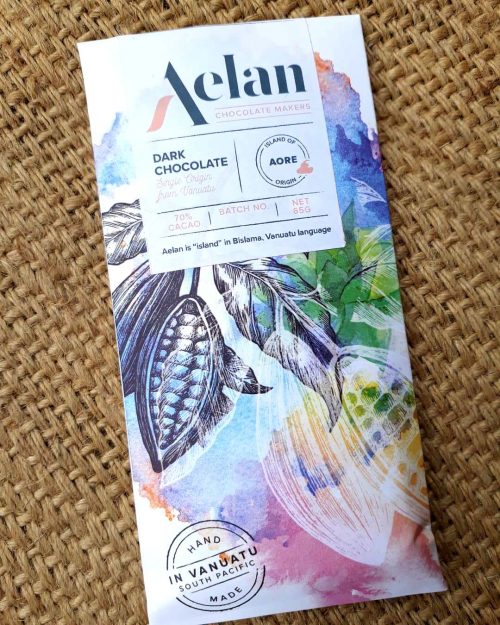 Aelan
CHOCOLATE MAKERS
DARK
CHOCOLATE
Single Origin
from Vanuatu
ISLAND OF
AORE
ORIGIN
70%
CACAO
BATCH NO.
NET
65G
Aelan is "island" in Bislama, Vanuatu language
HAND
IN VANUATU
SOUTH PACIFIC
MADE